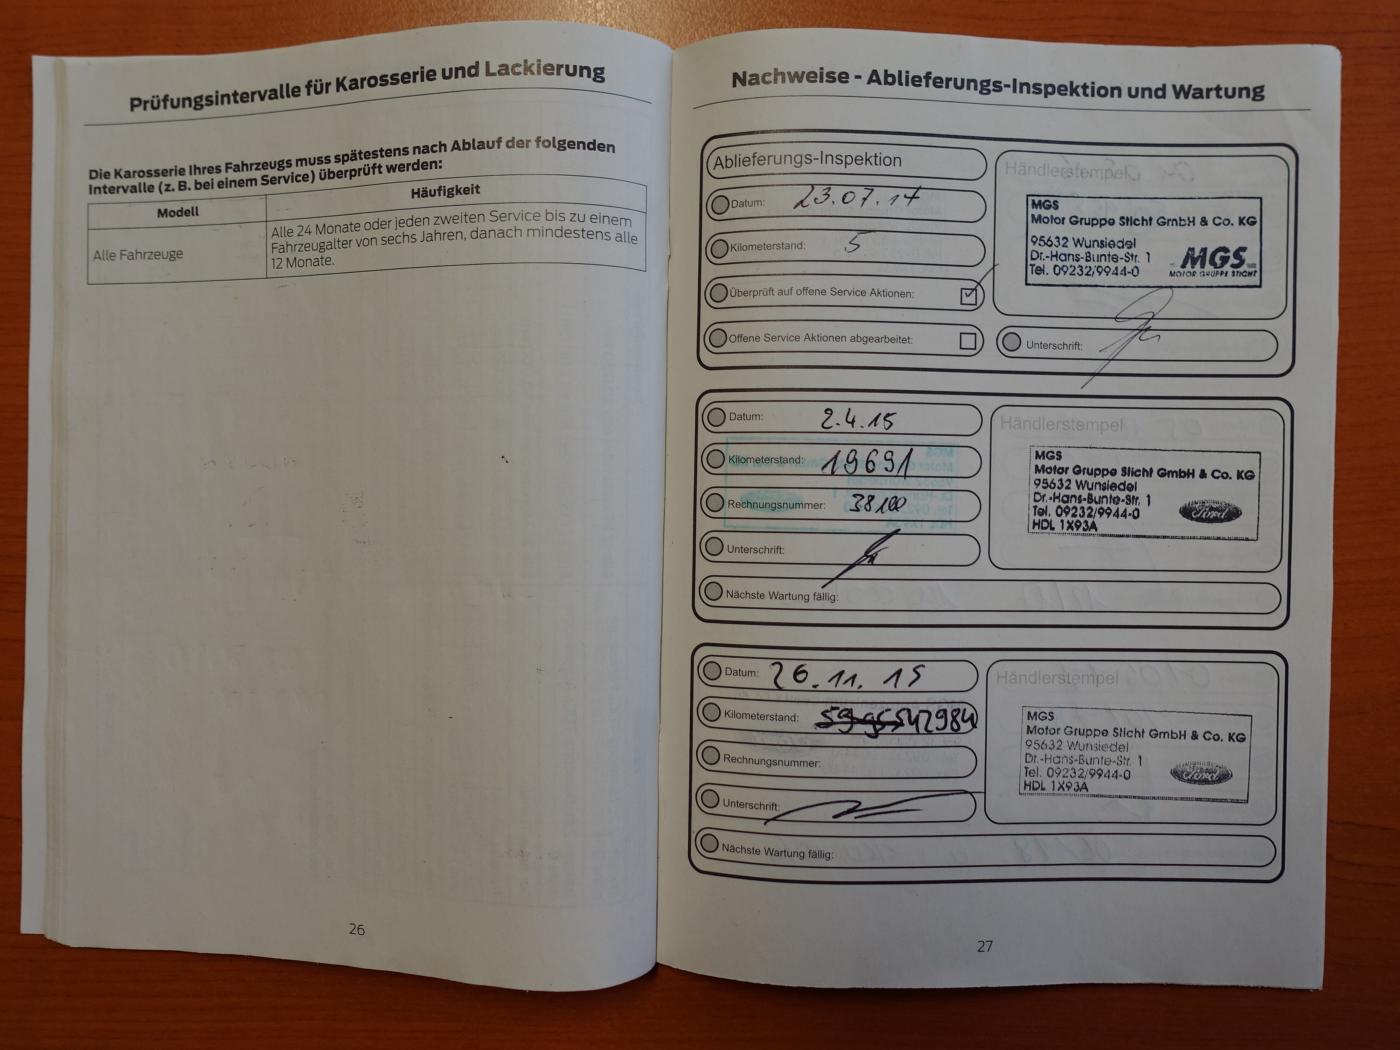 Prüfungsintervalle für Karosserie und Lackierung
Die Karosserie Ihres Fahrzeugs muss spätestens nach Ablauf der folgenden
Intervalle (z. B. bei einem Service) überprüft werden:
Modell
Häufigkeit
Alle Fahrzeuge
Alle 24 Monate oder jeden zweiten Service bis zu einem
Fahrzeugalter von sechs Jahren, danach mindestens alle
12 Monate.
26
Nachweise - Ablieferungs-Inspektion und Wartung
Ablieferungs-Inspektion
Datum: 23.07.14
Kilometerstand: 5
Überprüft auf offene Service Aktionen:
Offene Service Aktionen abgearbeitet:
Händlerstempel
MGS
Motor Gruppe Sticht GmbH & Co. KG
95632 Wunsiedel
Dr.-Hans-Bunte-Str. 1
Tel. 09232/9944-0
MGS
MOTOR GRUPPE STICHT
Unterschrift:
Datum: 2.4.15
Kilometerstand: 19691
Rechnungsnummer: 38100
Unterschrift:
Nächste Wartung fällig:
Händlerstempel
MGS
Motor Gruppe Sticht GmbH & Co. KG
95632 Wunsiedel
Dr.-Hans-Bunte-Str. 1
Tel. 09232/9944-0
HDL 1X93A
Ford
Datum: 26.11.15
Kilometerstand: 42984
Rechnungsnummer:
Unterschrift:
Nächste Wartung fällig:
Händlerstempel
MGS
Motor Gruppe Sticht GmbH & Co. KG
95632 Wunsiedel
Dr.-Hans-Bunte-Str. 1
Tel. 09232/9944-0
HDL 1X93A
Ford
27